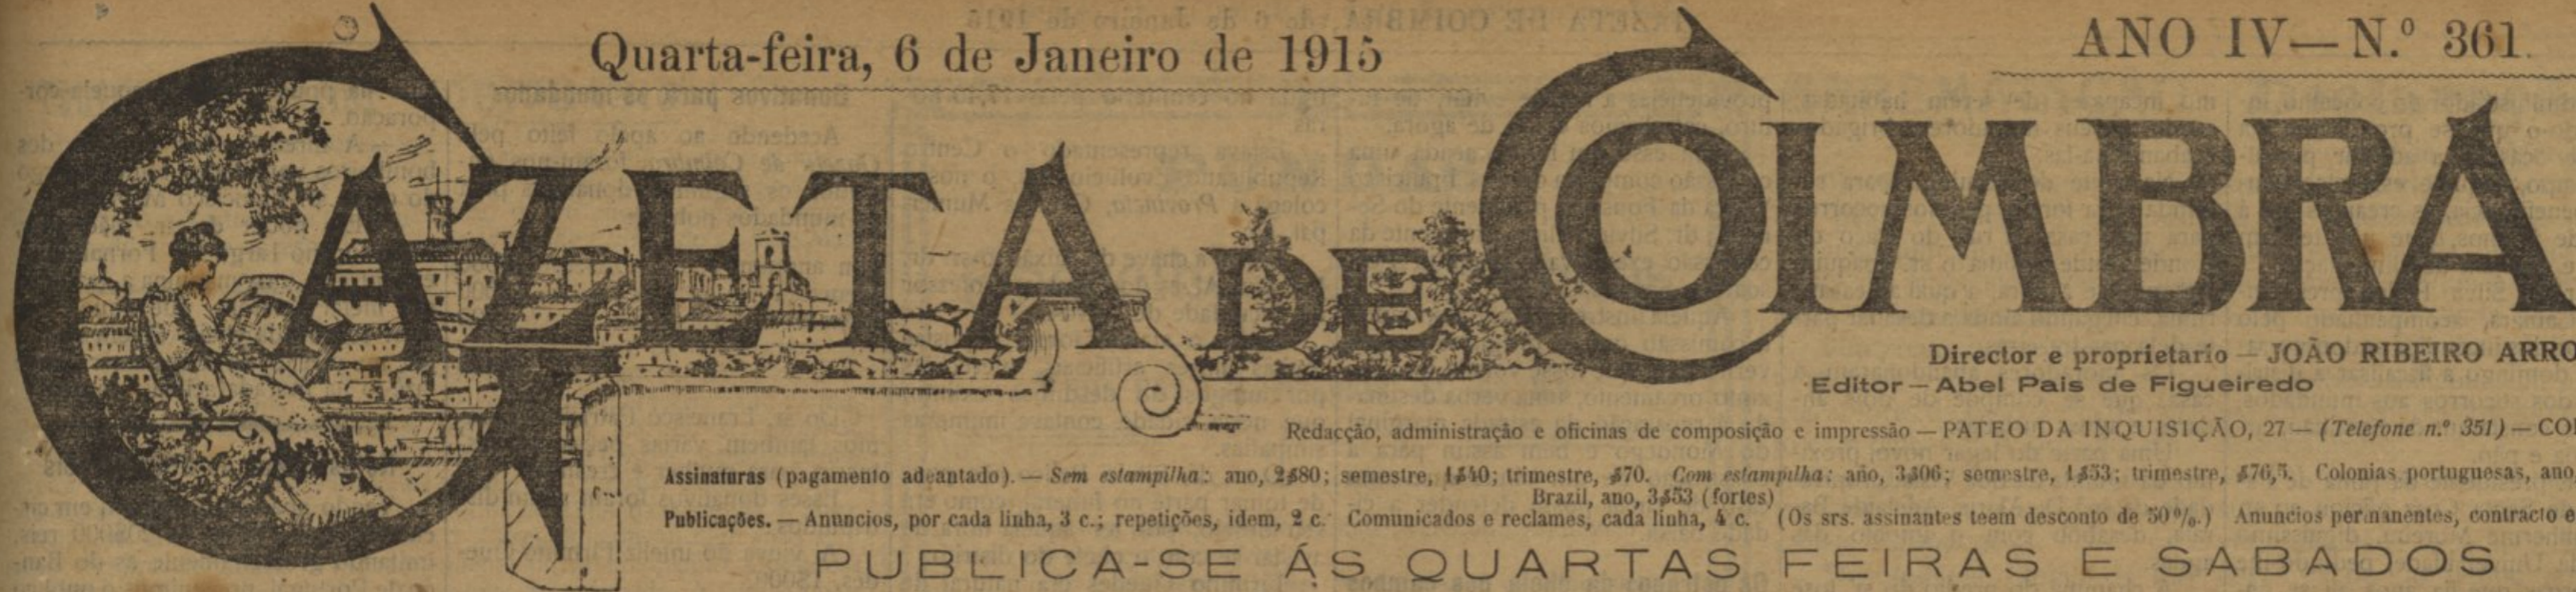 Quarta-feira, 6 de Janeiro de 1915
ANO IV—N.º 361
GAZETA DE COIMBRA
Director e proprietario — JOÃO RIBEIRO
Editor — Abel Pais de Figueiredo
Redacção, administração e oficinas de composição e impressão — PATEO DA INQUISIÇÃO, 27 — (Telefone n.º 351) —
Assinaturas (pagamento adeantado). — Sem estampilha: ano, 2$80; semestre, 1$40; trimestre, $70. Com estampilha: año, 3$06; semestre, 1$53; trimestre, $76,5. Colonias portuguesas, ano,
Brazil, ano, 3$53 (fortes)
Publicações. — Anuncios, por cada linha, 3 c.; repetições, idem, 2 c. Comunicados e reclames, cada linha, 4 c. (Os srs. assinantes teem desconto de 50%.) Anuncios permanentes, contracto
PUBLICA-SE ÁS QUARTAS FEIRAS E SABADOS